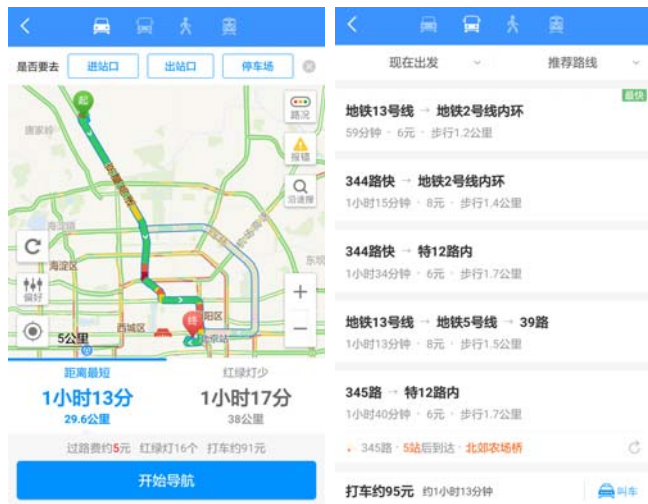 是否要去
进站口
出站口
停车场
起
路况
唐家岭
报错
沿途搜
海淀镇
海淀区
东坝
偏好
阳区
终
西城区
北京站
5公里
距离最短
红绿灯少
1小时13分
1小时17分
29.6公里
38公里
过路费约5元 红绿灯16个 打车约91元
开始导航
现在出发
推荐路线
最快
地铁13号线 → 地铁2号线内环
59分钟 · 6元 · 步行1.2公里
344路快 → 地铁2号线内环
1小时15分钟 · 8元 · 步行1.4公里
344路快 → 特12路内
1小时34分钟 · 6元 · 步行1.7公里
地铁13号线 → 地铁5号线 → 39路
1小时13分钟 · 8元 · 步行1.5公里
345路 → 特12路内
1小时40分钟 · 6元 · 步行1.7公里
345路 · 5站后到达 · 北郊农场桥
打车约95元 约1小时13分钟
叫车